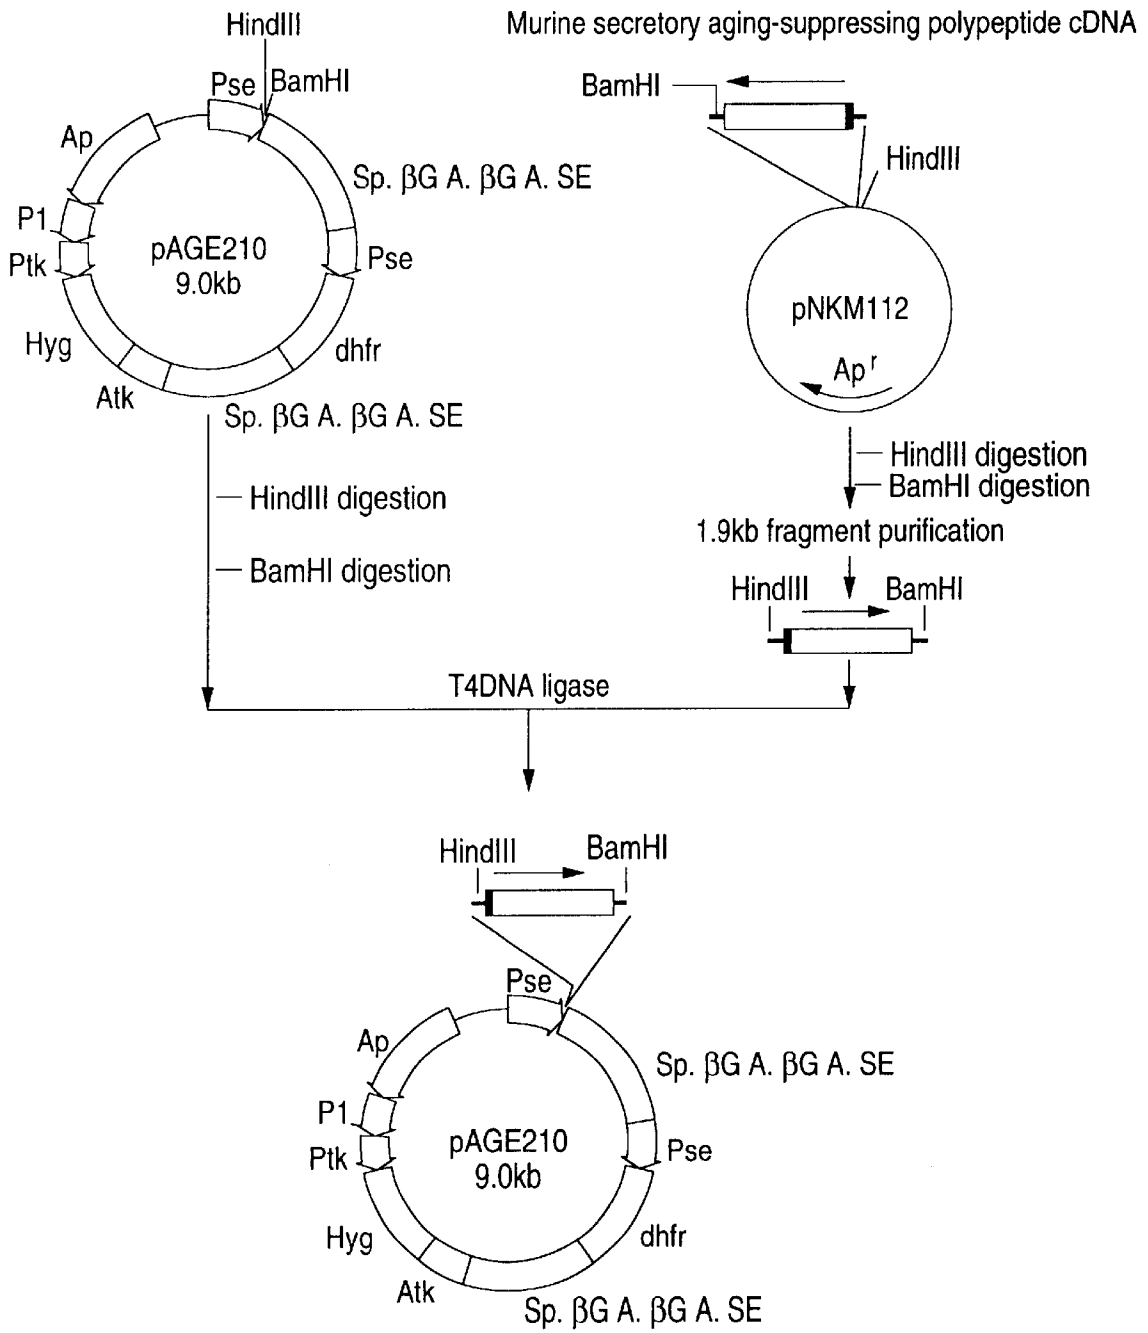 Murine secretory aging-suppressing polypeptide cDNA
HindIII
Pse
BamHI
Ap
Sp. βG A. βG A. SE
P1
Ptk
pAGE210
9.0kb
Pse
Hyg
dhfr
Atk
Sp. βG A. βG A. SE
HindIII digestion
BamHI digestion
BamHI
HindIII
pNKM112
Ap r
HindIII digestion
BamHI digestion
1.9kb fragment purification
HindIII
BamHI
T4DNA ligase
HindIII
BamHI
Pse
Ap
Sp. βG A. βG A. SE
P1
Ptk
pAGE210
9.0kb
Pse
Hyg
dhfr
Atk
Sp. βG A. βG A. SE